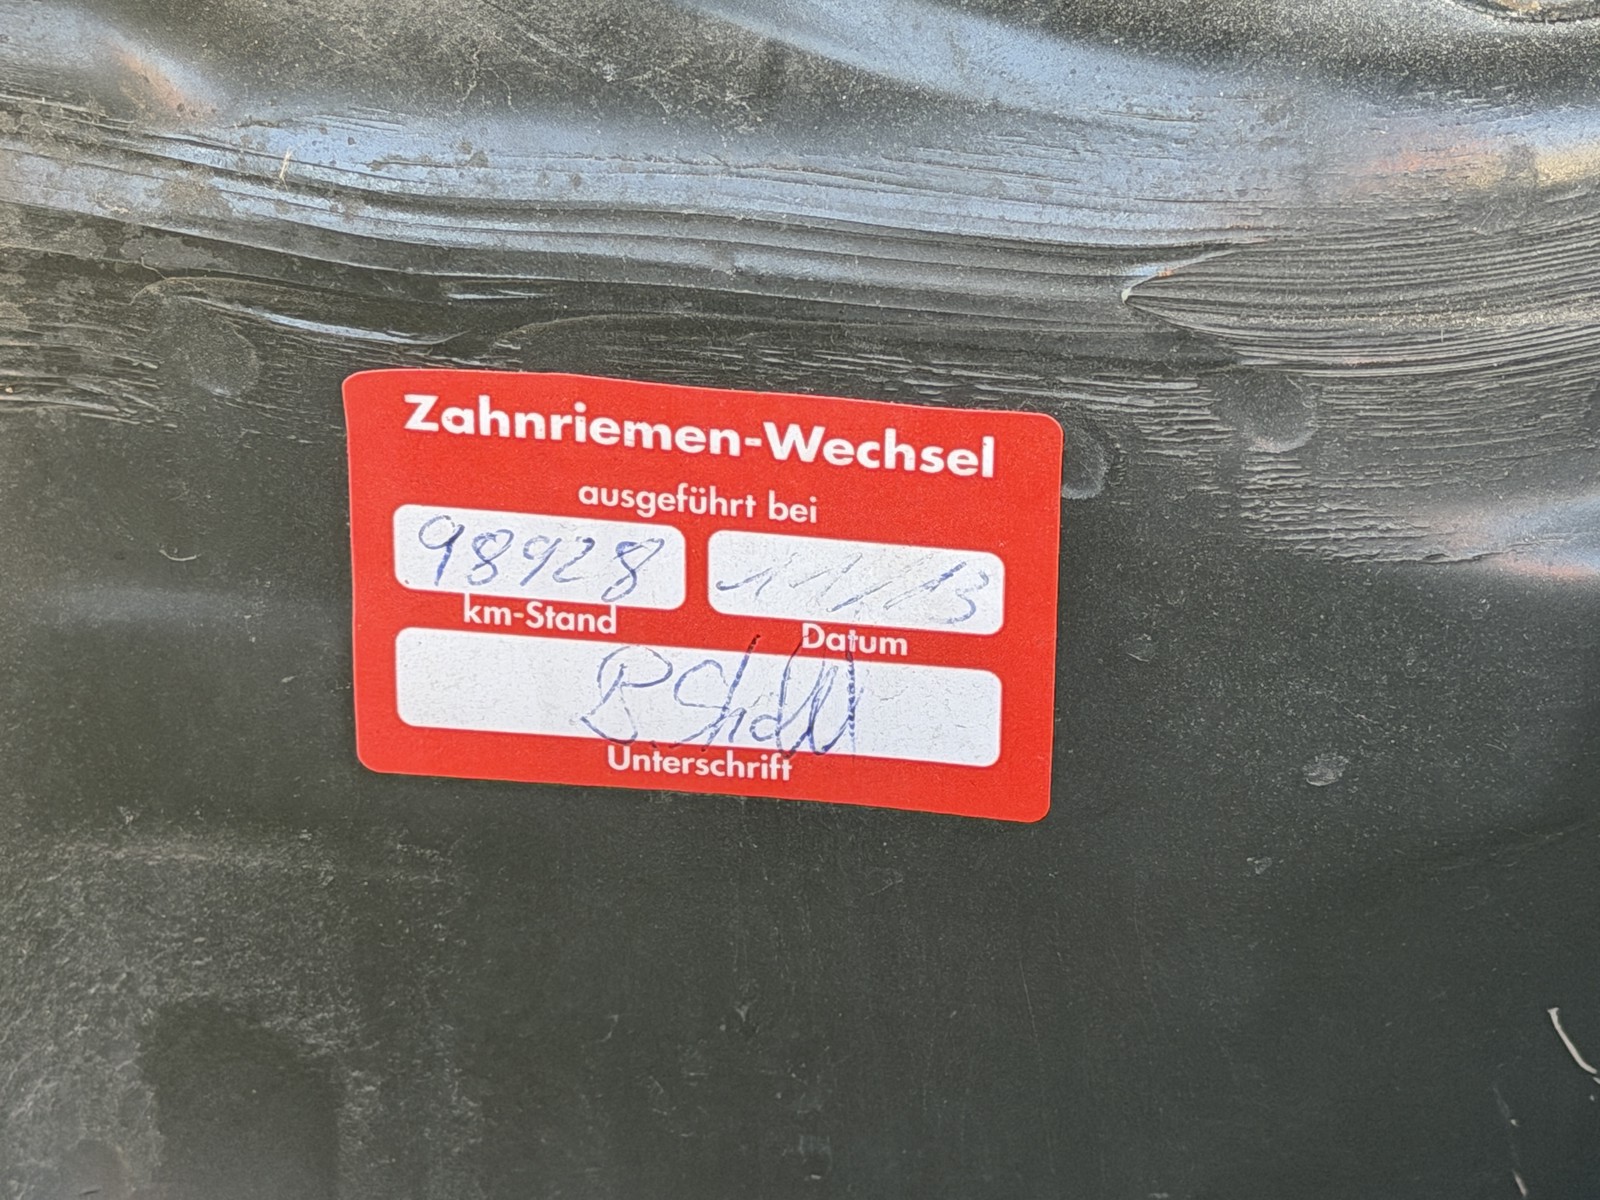 Zahnriemen-Wechsel
ausgeführt bei
98928 11/13
km-Stand Datum
Unterschrift